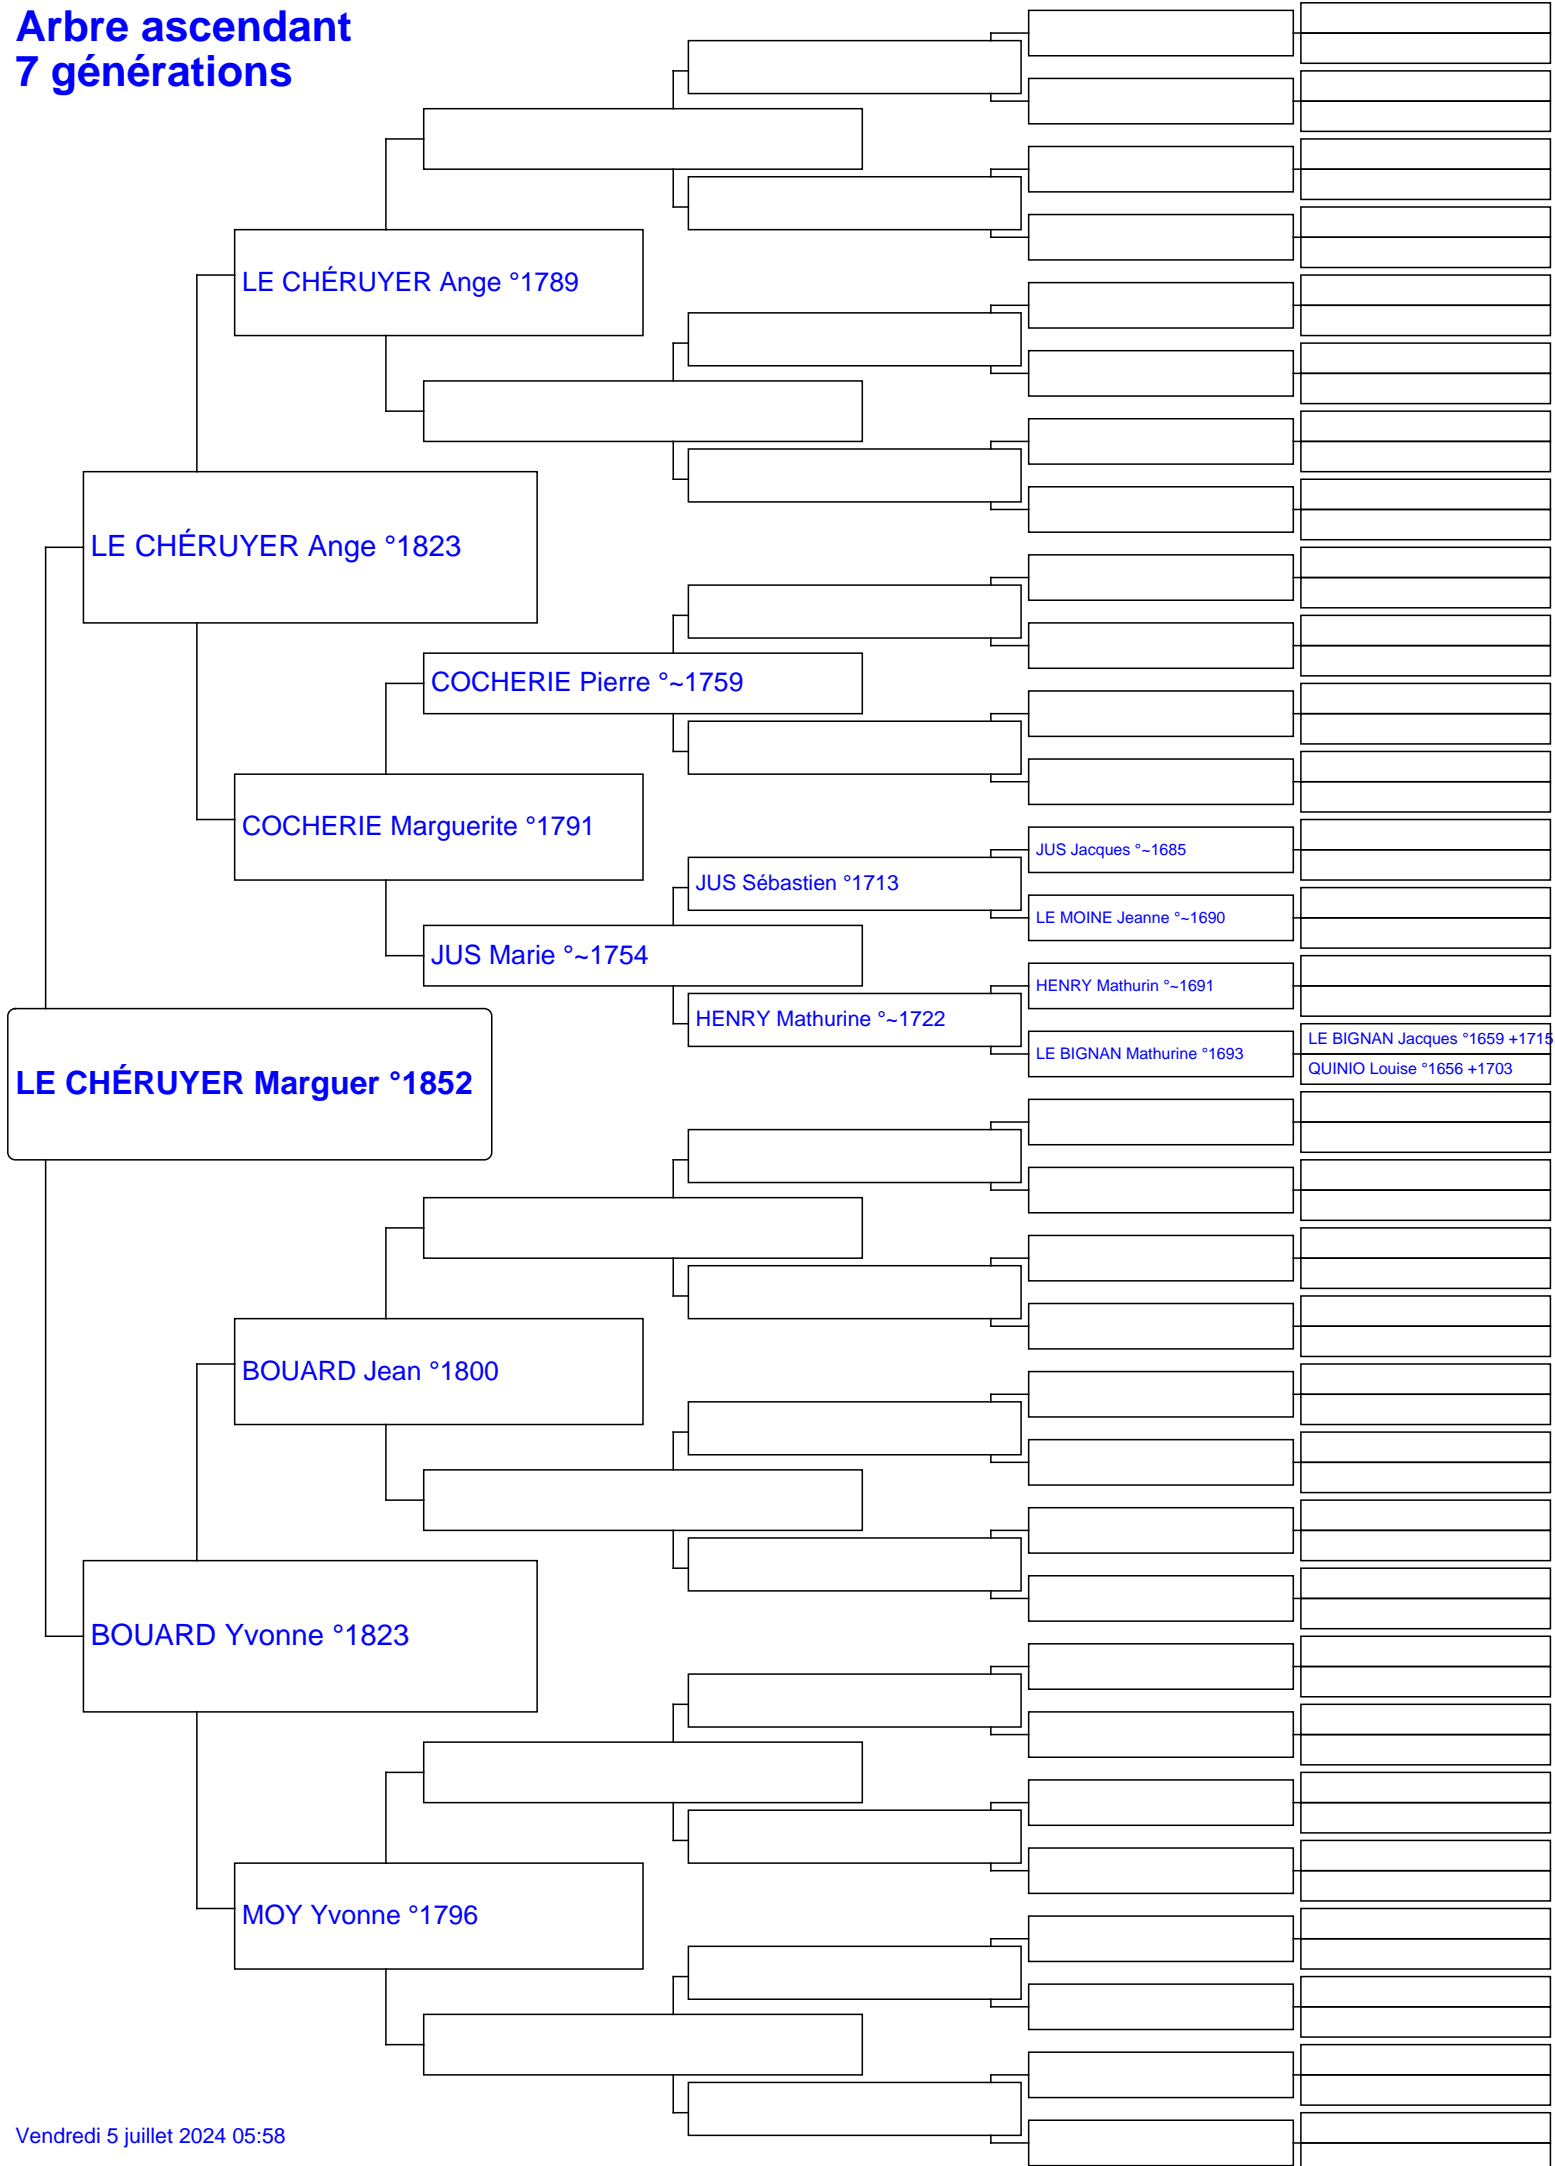 Arbre ascendant
7 générations
LE CHÉRUYER Ange °1789
LE CHÉRUYER Ange °1823
COCHERIE Pierre °~1759
COCHERIE Marguerite °1791
JUS Jacques °~1685
JUS Sébastien °1713
LE MOINE Jeanne °~1690
JUS Marie °~1754
HENRY Mathurin °~1691
HENRY Mathurine °~1722
LE BIGNAN Jacques °1659 +1715
LE BIGNAN Mathurine °1693
QUINIO Louise °1656 +1703
LE CHÉRUYER Marguer °1852
BOUARD Jean °1800
BOUARD Yvonne °1823
MOY Yvonne °1796
Vendredi 5 juillet 2024 05:58